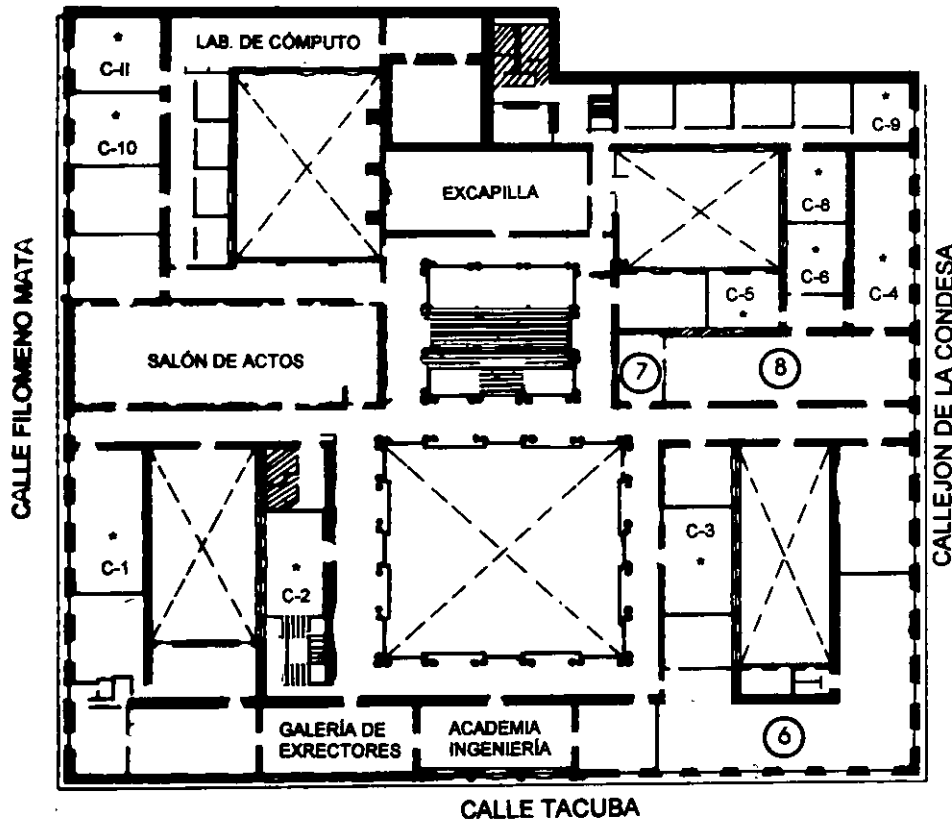 LAB. DE CÓMPUTO
C-11
C-10
C-9
EXCAPILLA
C-8
C-6
C-4
C-5
SALÓN DE ACTOS
7
8
CALLE FILOMENO MATA
CALLEJON DE LA CONDESA
C-1
C-2
C-3
GALERÍA DE
EXRECTORES
ACADEMIA
INGENIERÍA
6
CALLE TACUBA